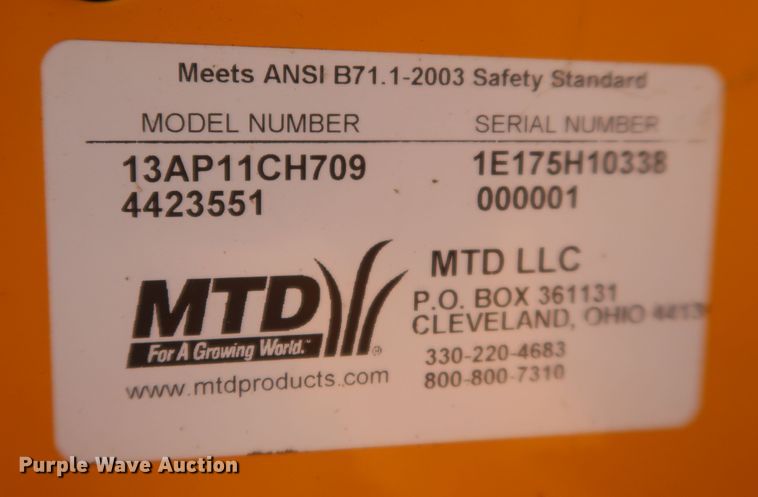 Meets ANSI B71.1-2003 Safety Standard
MODEL NUMBER SERIAL NUMBER
13AP11CH709 1E175H10338
4423551 000001
MTD
For A Growing World.™
®
www.mtdproducts.com
MTD LLC
P.O. BOX 361131
CLEVELAND, OHIO
330-220-4683
800-800-7310
Purple Wave Auction